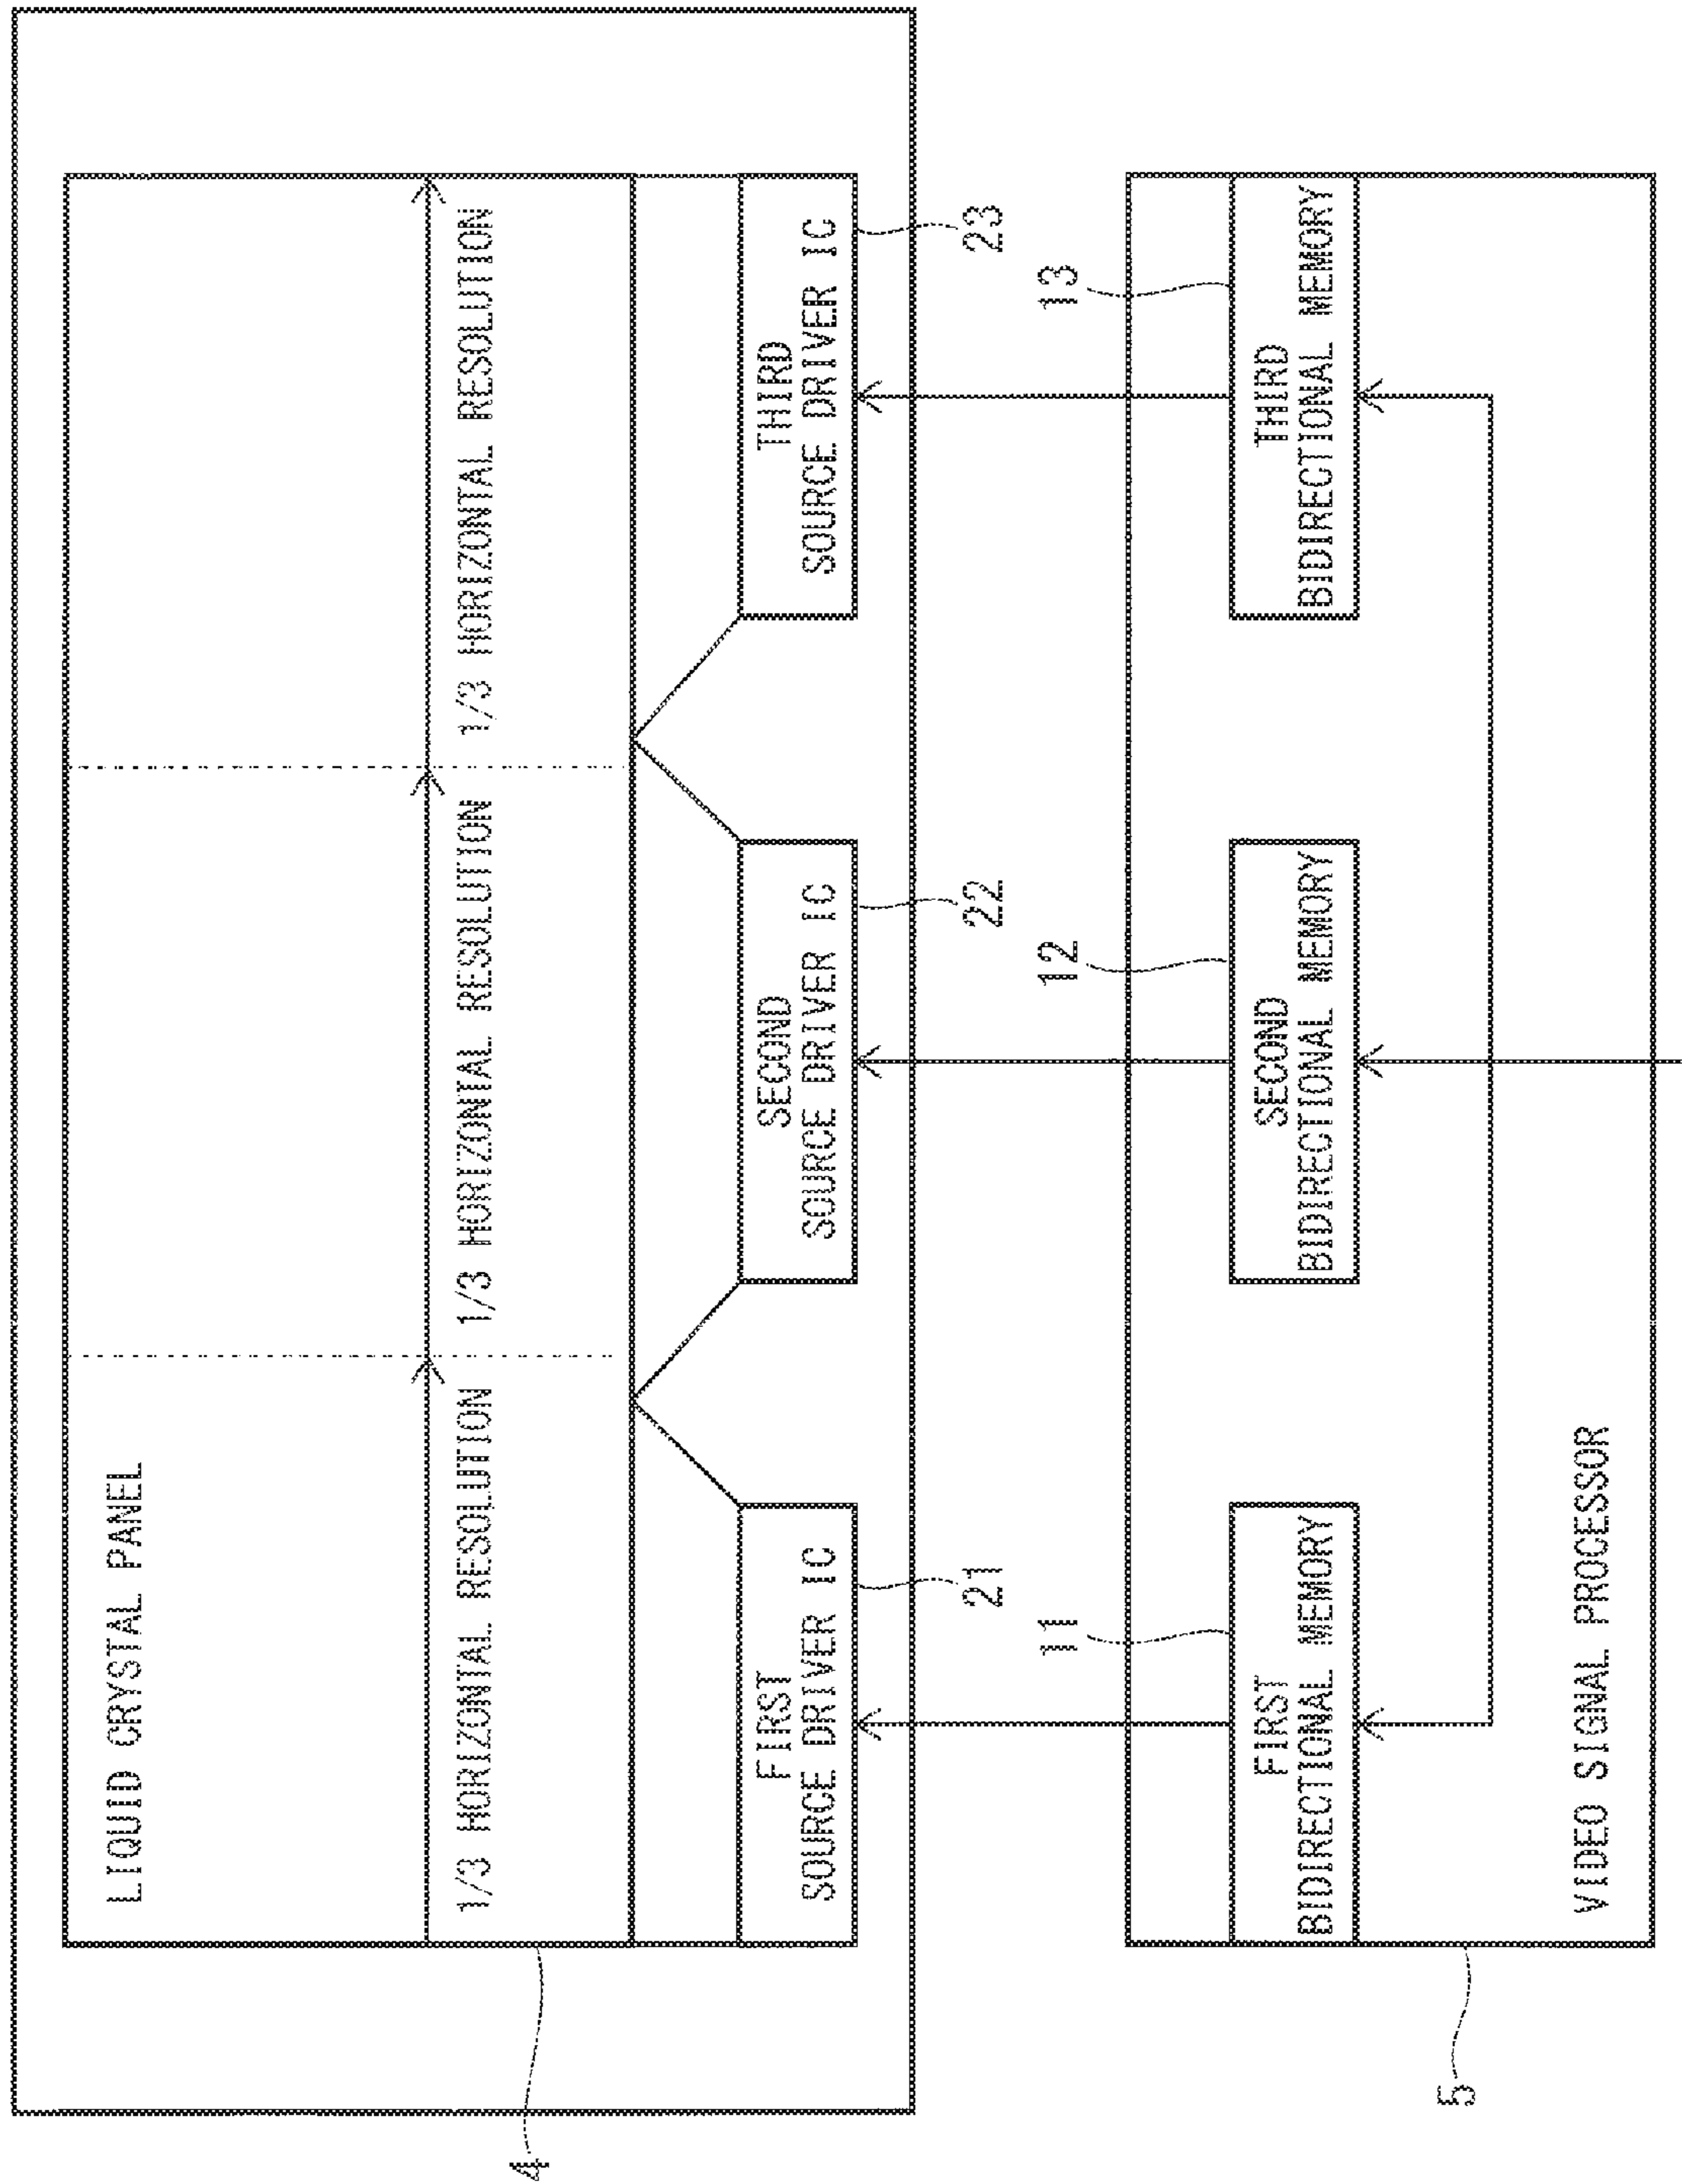 LIQUID CRYSTAL PANEL
1/3 HORIZONTAL RESOLUTION
1/3 HORIZONTAL RESOLUTION
1/3 HORIZONTAL RESOLUTION
4
FIRST
SOURCE DRIVER IC
SECOND
SOURCE DRIVER IC
THIRD
SOURCE DRIVER IC
21
22
23
11
12
13
FIRST
BIDIRECTIONAL MEMORY
SECOND
BIDIRECTIONAL MEMORY
THIRD
BIDIRECTIONAL MEMORY
5
VIDEO SIGNAL PROCESSOR